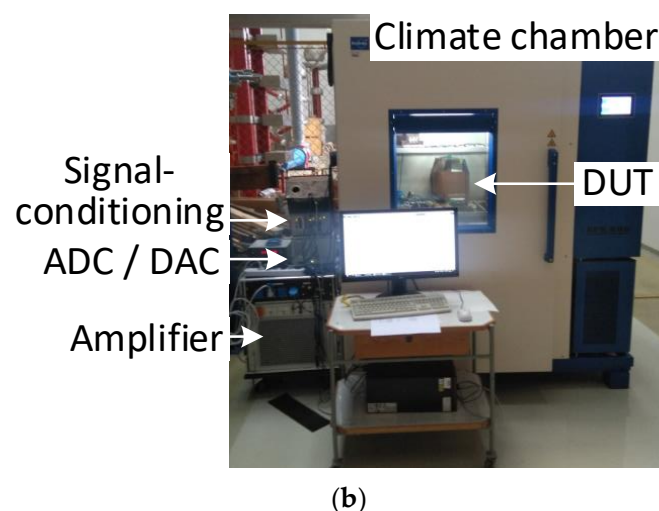 Climate chamber
Signal-
conditioning
DUT
ADC / DAC
Amplifier
(b)